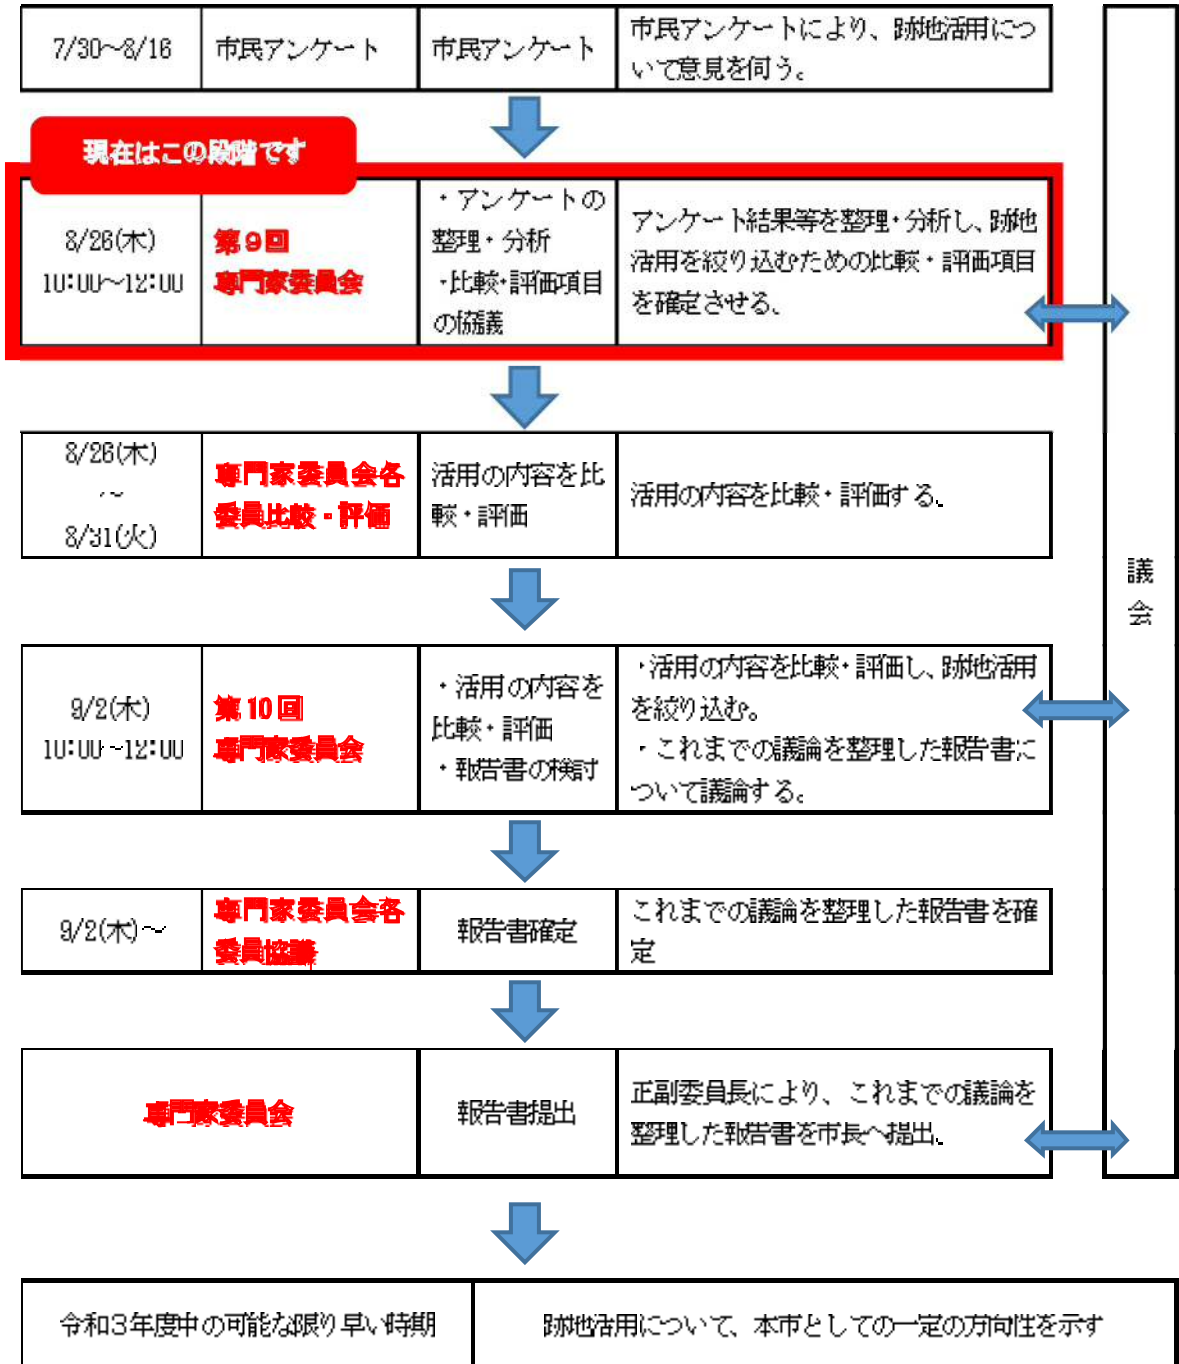 7/30～8/16
市民アンケート
市民アンケート
市民アンケートにより、跡地活用につ
いて意見を伺う。
現在はこの段階です
8/26(木)
10:00～12:00
第９回
専門家委員会
・アンケートの
整理・分析
・比較・評価項目
の協議
アンケート結果等を整理・分析し、跡地
活用を絞り込むための比較・評価項目
を確定させる、
8/26(木)
～
8/31(火)
専門家委員会各
委員比較・評価
活用の内容を比
較・評価
活用の内容を比較・評価する。
9/2(木)
10:00～12:00
第10回
専門家委員会
・活用の内容を
比較・評価
・報告書の検討
・活用の内容を比較・評価し、跡地活用
を絞り込む。
・これまでの議論を整理した報告書に
ついて議論する。
9/2(木)～
専門家委員会各
委員協議
報告書確定
これまでの議論を整理した報告書を確
定
専門家委員会
報告書提出
正副委員長により、これまでの議論を
整理した報告書を市長へ提出。
議
会
令和３年度中の可能な限り早い時期
跡地活用について、本市としての一定の方向性を示す